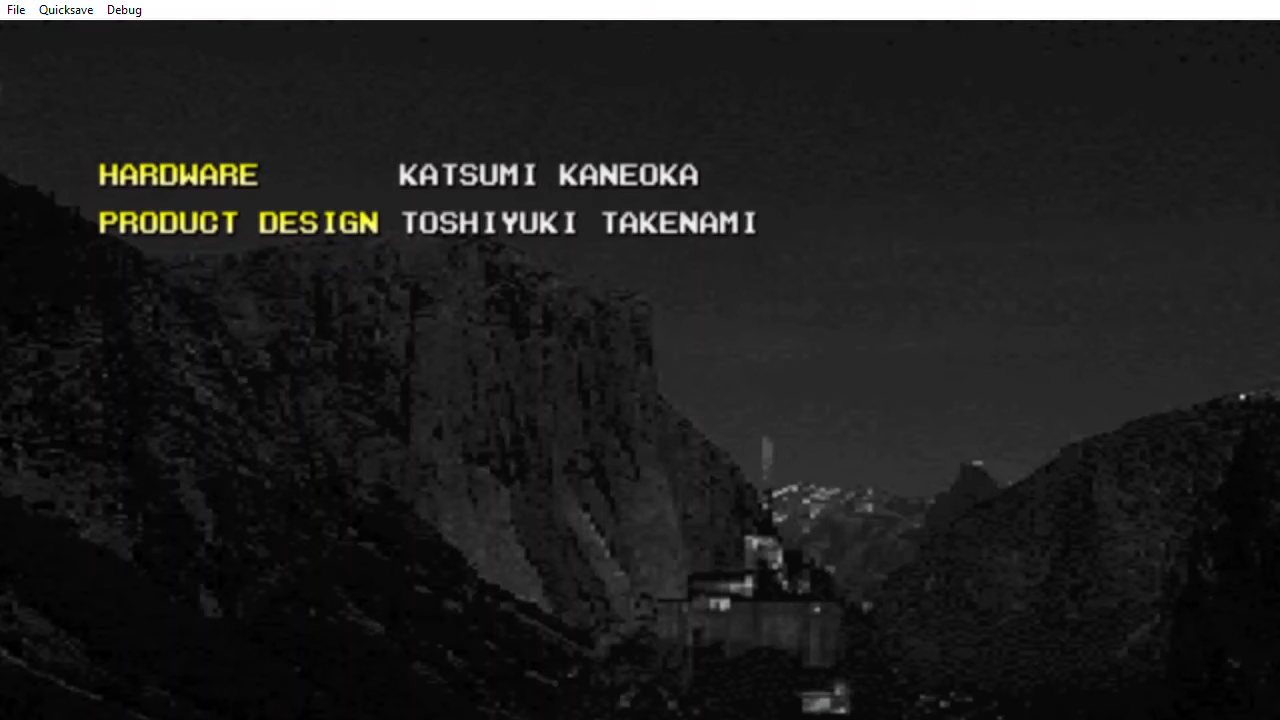 File Quicksave Debug
HARDWARE KATSUMI KANEOKA
PRODUCT DESIGN TOSHIYUKI TAKENAMI